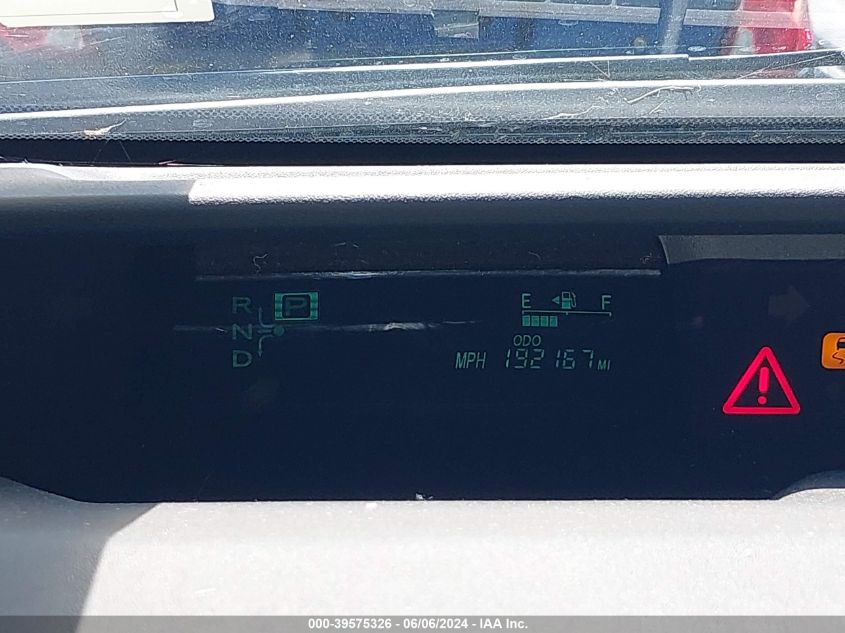 R P
N
D
E F
ODO
MPH 192167 MI
000-39575326 - 06/06/2024 - IAA Inc.